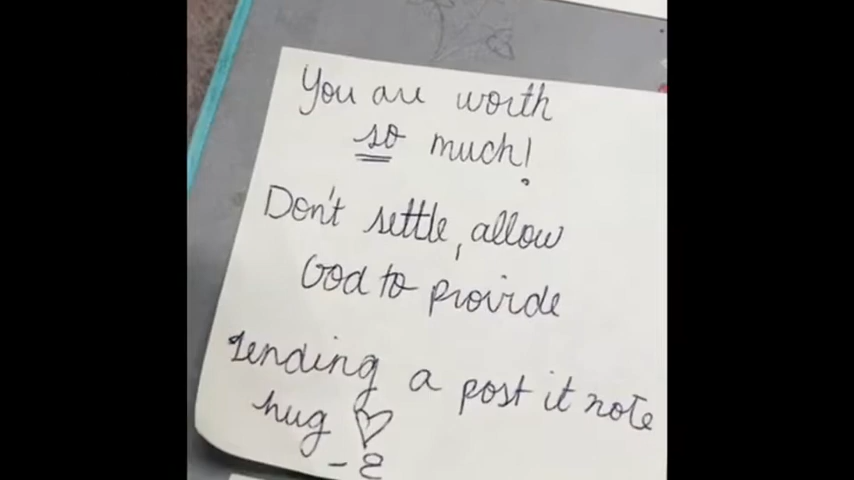 You are worth
so much!
Don't settle, allow
God to provide
sending a post it note
hug ♡
- E